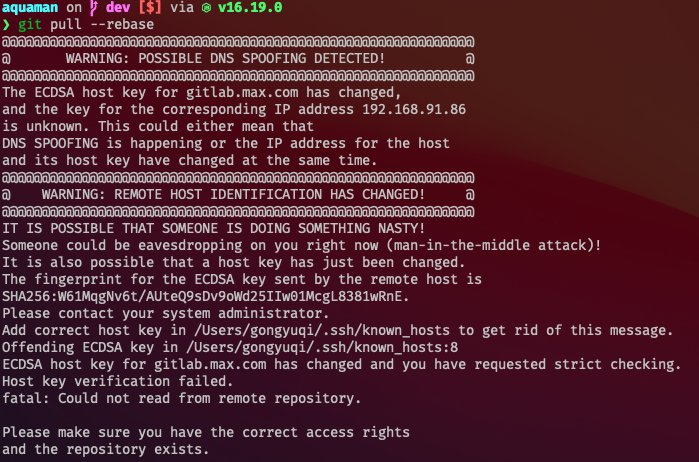 aquaman on dev [$] via v16.19.0
❯ git pull --rebase
@@@@@@@@@@@@@@@@@@@@@@@@@@@@@@@@@@@@@@@@@@@@@@@@@@@@@@@@@@@
@       WARNING: POSSIBLE DNS SPOOFING DETECTED!          @
@@@@@@@@@@@@@@@@@@@@@@@@@@@@@@@@@@@@@@@@@@@@@@@@@@@@@@@@@@@
The ECDSA host key for gitlab.max.com has changed,
and the key for the corresponding IP address 192.168.91.86
is unknown. This could either mean that
DNS SPOOFING is happening or the IP address for the host
and its host key have changed at the same time.
@@@@@@@@@@@@@@@@@@@@@@@@@@@@@@@@@@@@@@@@@@@@@@@@@@@@@@@@@@@
@    WARNING: REMOTE HOST IDENTIFICATION HAS CHANGED!     @
@@@@@@@@@@@@@@@@@@@@@@@@@@@@@@@@@@@@@@@@@@@@@@@@@@@@@@@@@@@
IT IS POSSIBLE THAT SOMEONE IS DOING SOMETHING NASTY!
Someone could be eavesdropping on you right now (man-in-the-middle attack)!
It is also possible that a host key has just been changed.
The fingerprint for the ECDSA key sent by the remote host is
SHA256:W61MqgNv6t/AUteQ9sDv9oWd25IIw01McgL8381wRnE.
Please contact your system administrator.
Add correct host key in /Users/gongyuqi/.ssh/known_hosts to get rid of this message.
Offending ECDSA key in /Users/gongyuqi/.ssh/known_hosts:8
ECDSA host key for gitlab.max.com has changed and you have requested strict checking.
Host key verification failed.
fatal: Could not read from remote repository.

Please make sure you have the correct access rights
and the repository exists.